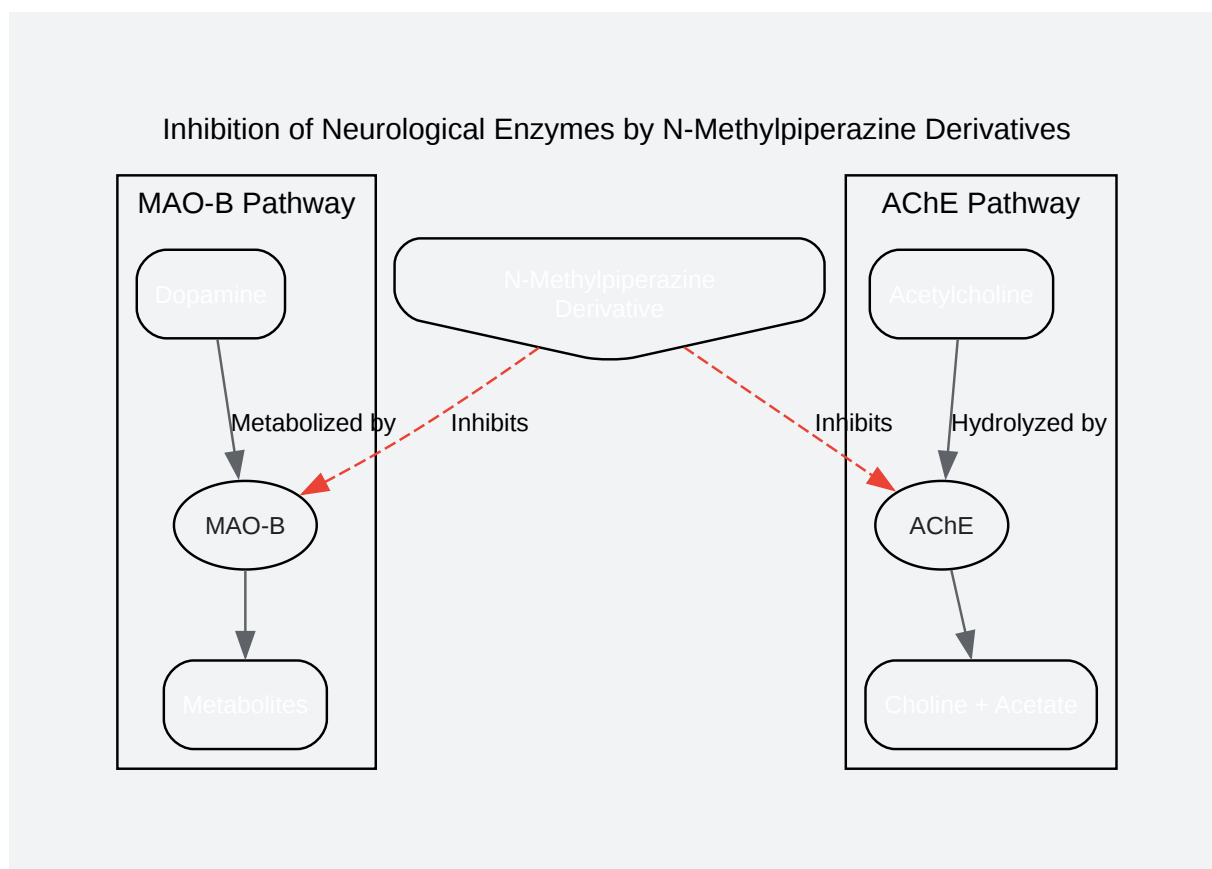 Inhibition of Neurological Enzymes by N-Methylpiperazine Derivatives
MAO-B Pathway
AChE Pathway
Dopamine
N-Methylpiperazine
Derivative
Acetylcholine
Metabolized by
Inhibits
Inhibits
Hydrolyzed by
MAO-B
AChE
Metabolites
Choline + Acetate